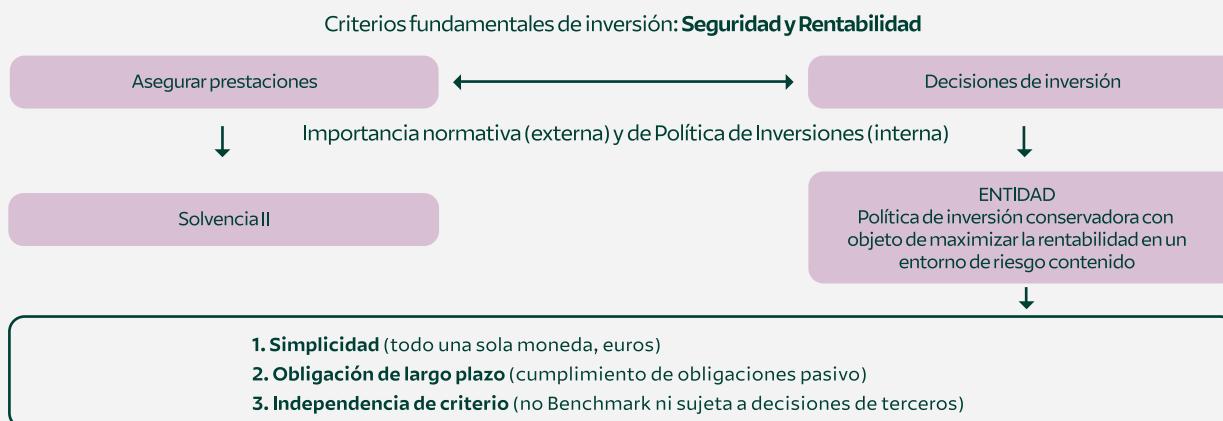 Criterios fundamentales de inversión: Seguridad y Rentabilidad
Asegurar prestaciones
Decisiones de inversión
Importancia normativa (externa) y de Política de Inversiones (interna)
Solvencia II
ENTIDAD
Política de inversión conservadora con
objeto de maximizar la rentabilidad en un
entorno de riesgo contenido
1. Simplicidad (todo una sola moneda, euros)
2. Obligación de largo plazo (cumplimiento de obligaciones pasivo)
3. Independencia de criterio (no Benchmark ni sujeta a decisiones de terceros)